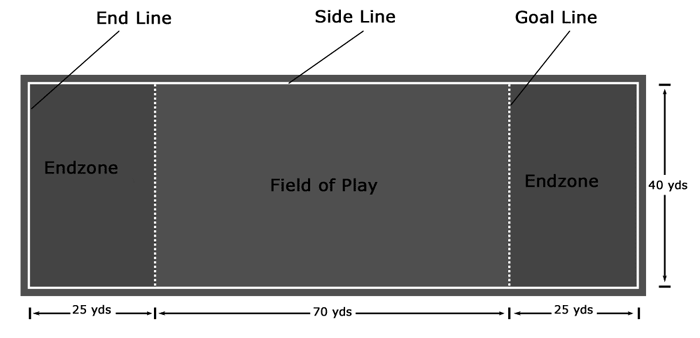 End Line
Side Line
Goal Line
Endzone
Field of Play
Endzone
40 yds
25 yds
70 yds
25 yds